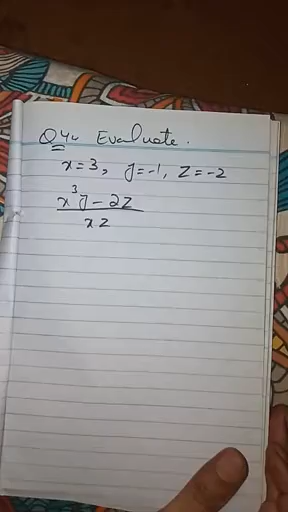 Q4. Evaluate.
x=3, y=-1, z=-2
x³y-2z
xz